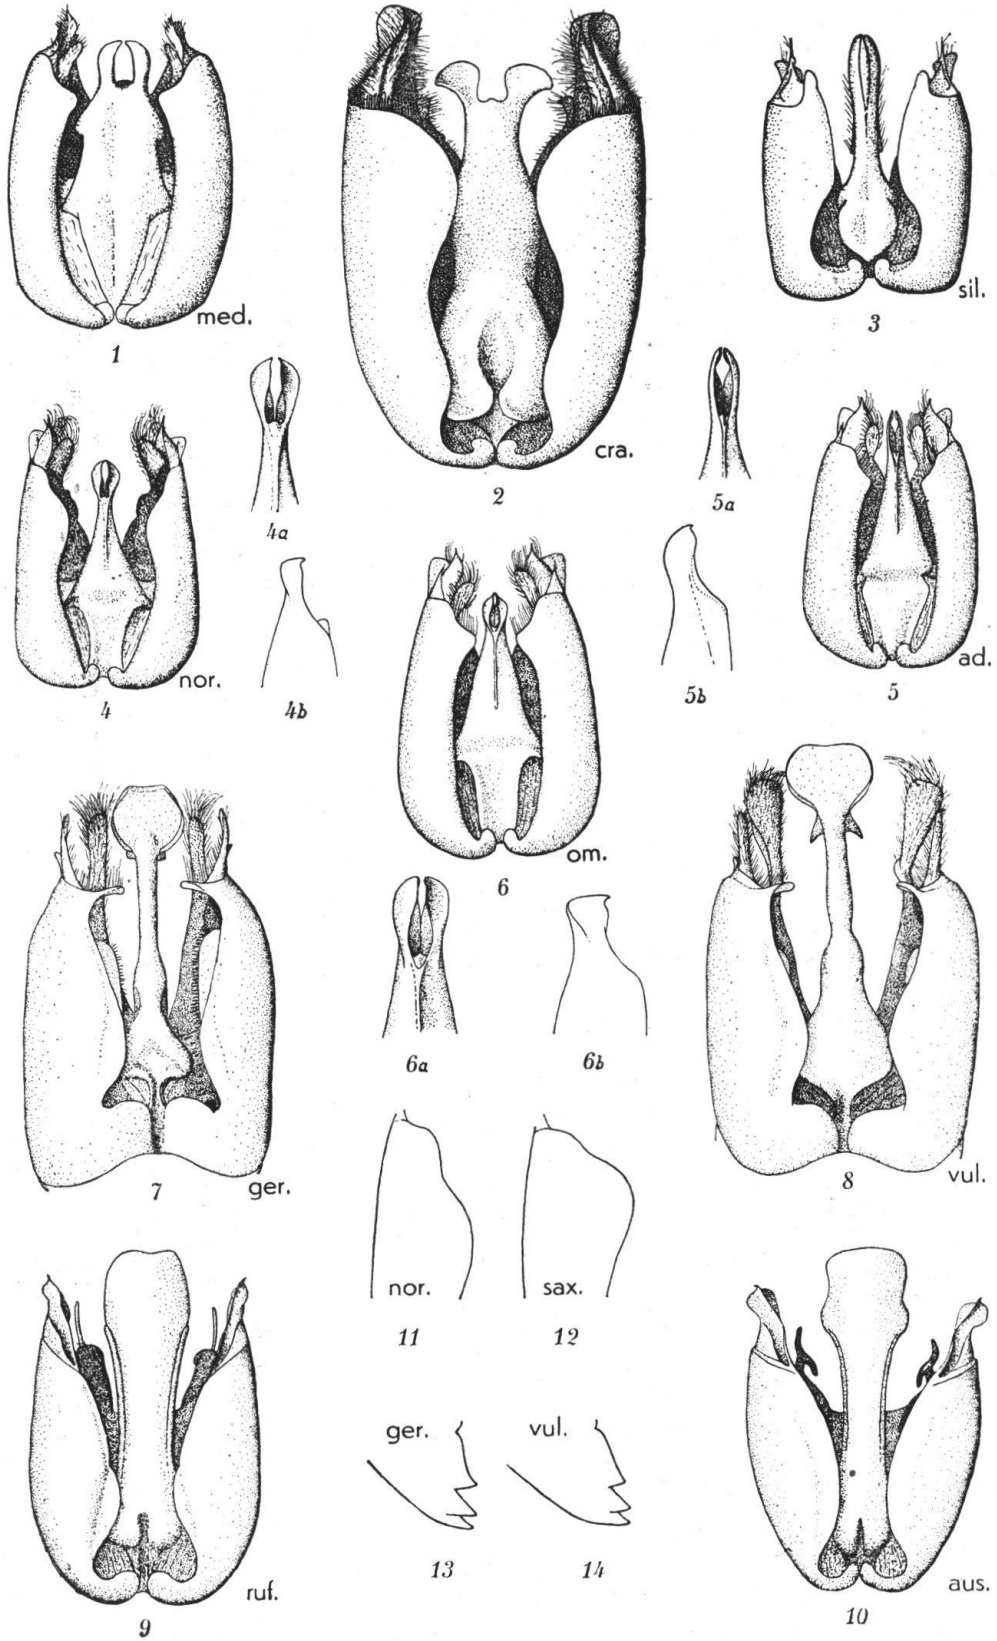 med.
1
cra.
2
sil.
3
nor.
4
4a
4b
5a
5b
ad.
5
om.
6
6a
6b
ger.
7
vul.
8
nor.
11
sax.
12
ruf.
9
ger.
13
vul.
14
aus.
10